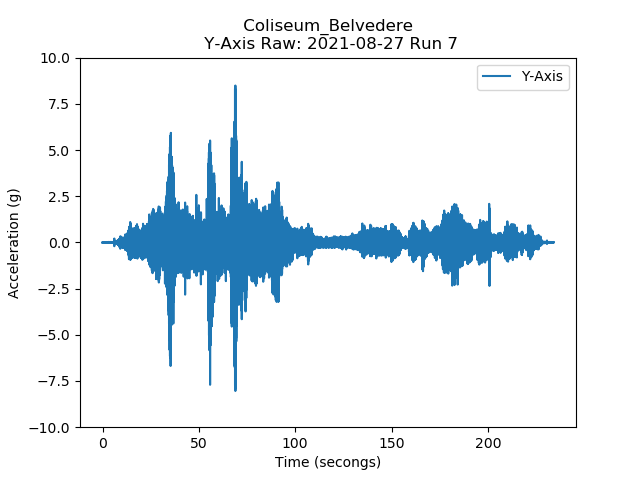 Coliseum_Belvedere
Y-Axis Raw: 2021-08-27 Run 7
Y-Axis
10.0
7.5
5.0
2.5
0.0
−2.5
−5.0
−7.5
−10.0
Acceleration (g)
0
50
100
150
200
Time (secongs)